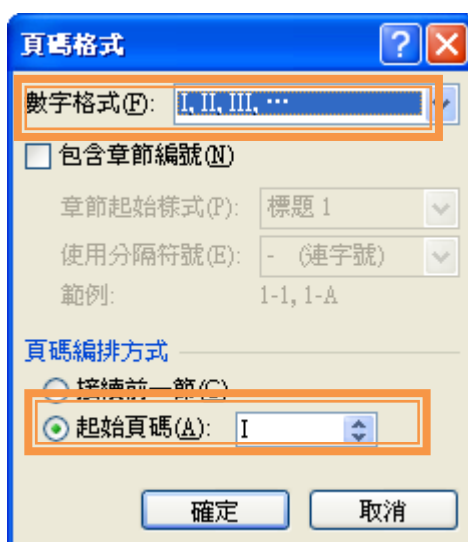 頁碼格式
數字格式(F): I, II, III, …
包含章節編號(N)
章節起始樣式(P): 標題 1
使用分隔符號(E): - (連字號)
範例: 1-1, 1-A
頁碼編排方式
接續前一節(C)
起始頁碼(A): I
確定 取消